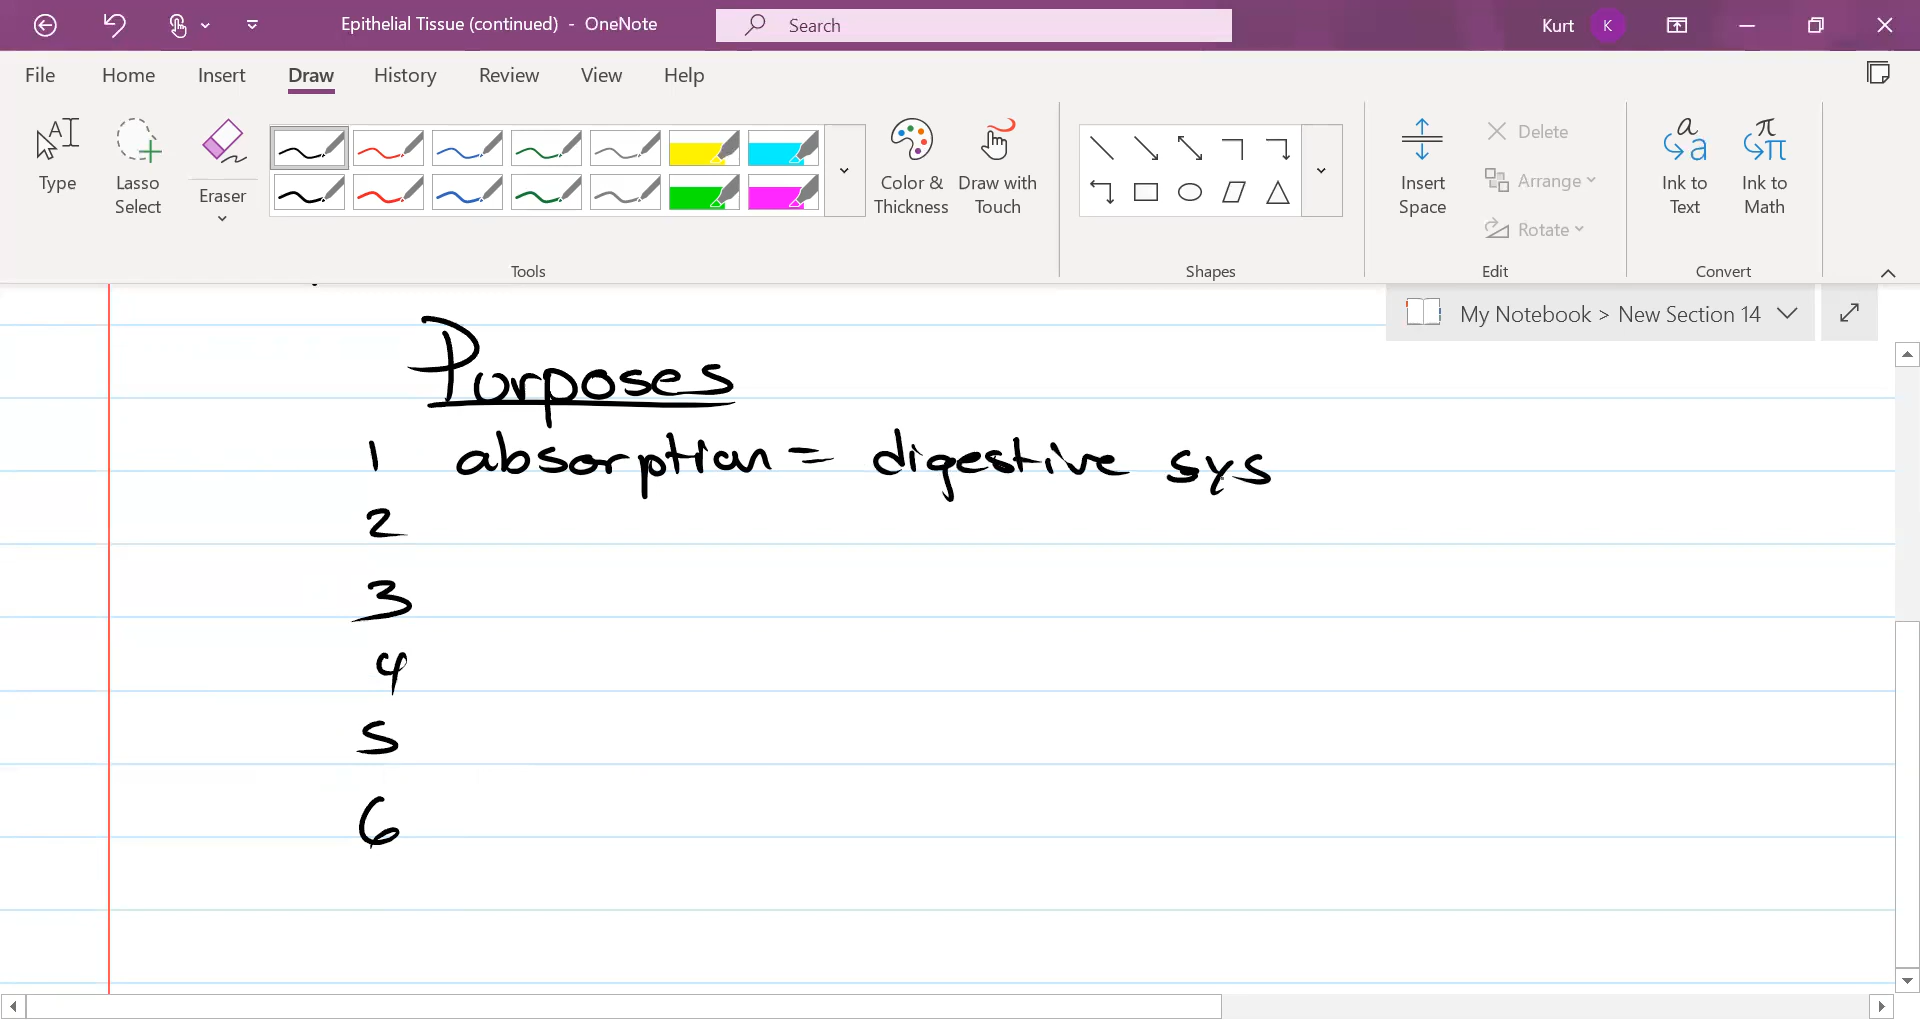 Epithelial Tissue (continued) - OneNote
Search
Kurt
K
File Home Insert Draw History Review View Help
Type
Lasso Select
Eraser
Color & Thickness
Draw with Touch
Insert Space
Delete
Arrange
Rotate
Ink to Text
Ink to Math
Tools
Shapes
Edit
Convert
My Notebook > New Section 14
Purposes
1 absorption = digestive sys
2
3
4
5
6